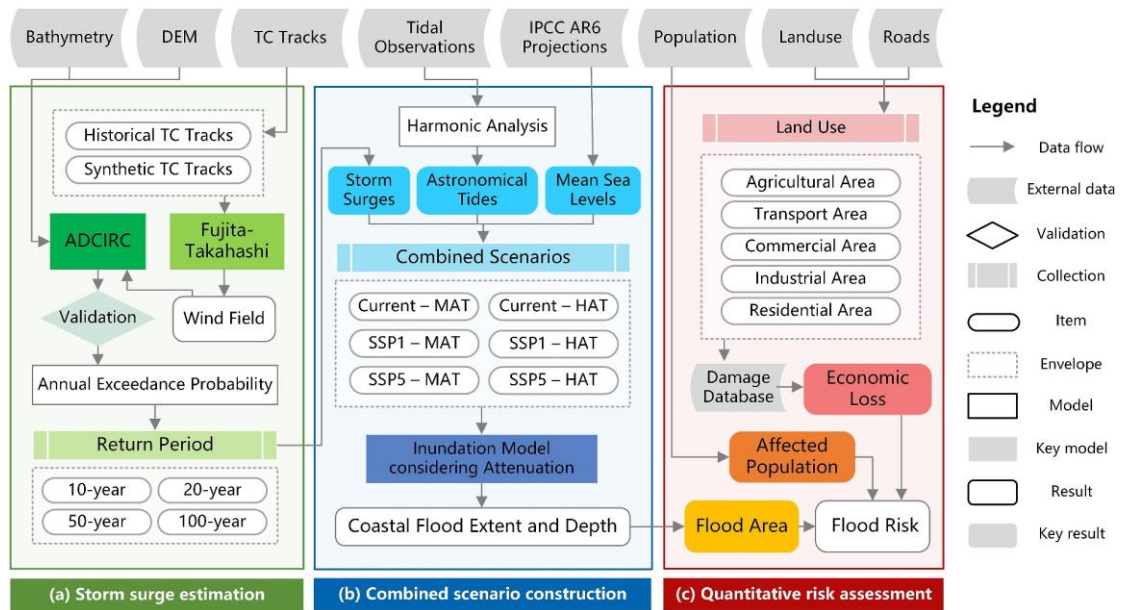 Bathymetry
DEM
TC Tracks
Tidal
Observations
IPCC AR6
Projections
Population
Landuse
Roads
Historical TC Tracks
Synthetic TC Tracks
ADCIRC
Fujita-
Takahashi
Validation
Wind Field
Annual Exceedance Probability
Return Period
10-year
20-year
50-year
100-year
(a) Storm surge estimation
Harmonic Analysis
Storm
Surges
Astronomical
Tides
Mean Sea
Levels
Combined Scenarios
Current – MAT
Current – HAT
SSP1 – MAT
SSP1 – HAT
SSP5 – MAT
SSP5 – HAT
Inundation Model
considering Attenuation
Coastal Flood Extent and Depth
(b) Combined scenario construction
Land Use
Agricultural Area
Transport Area
Commercial Area
Industrial Area
Residential Area
Damage
Database
Economic
Loss
Affected
Population
Flood Area
Flood Risk
(c) Quantitative risk assessment
Legend
Data flow
External data
Validation
Collection
Item
Envelope
Model
Key model
Result
Key result